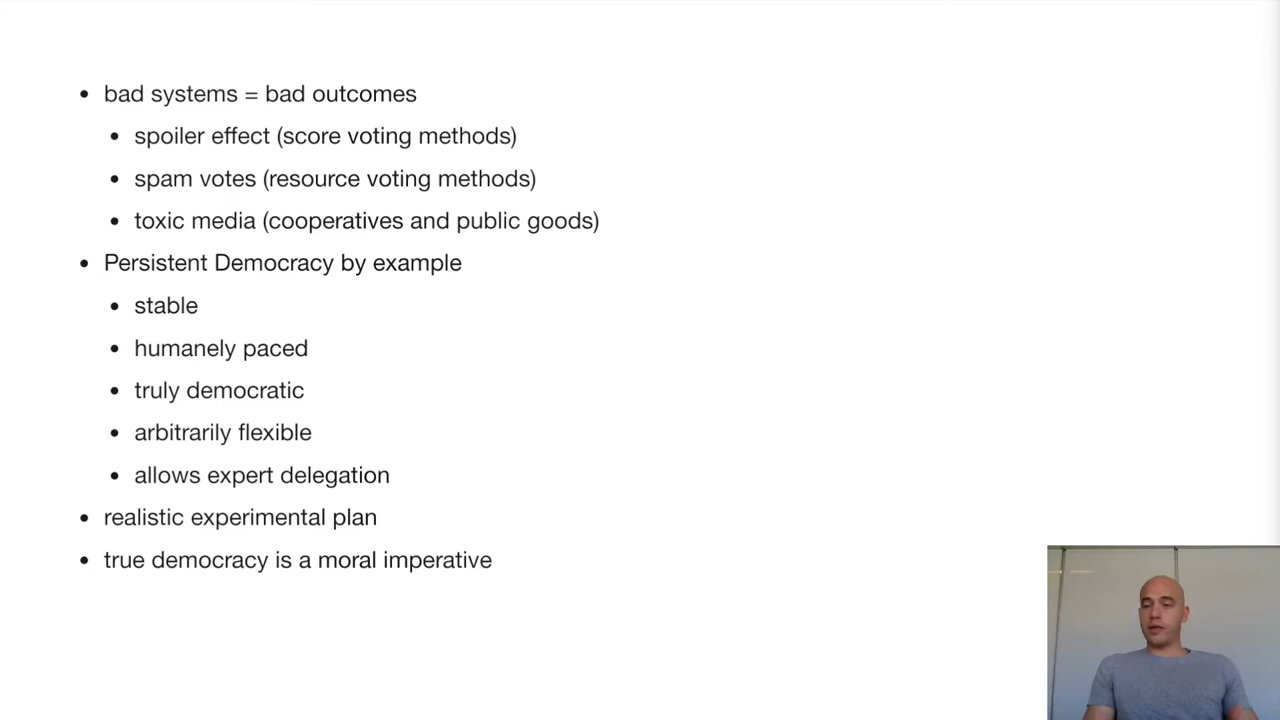 bad systems = bad outcomes
spoiler effect (score voting methods)
spam votes (resource voting methods)
toxic media (cooperatives and public goods)
Persistent Democracy by example
stable
humanely paced
truly democratic
arbitrarily flexible
allows expert delegation
realistic experimental plan
true democracy is a moral imperative